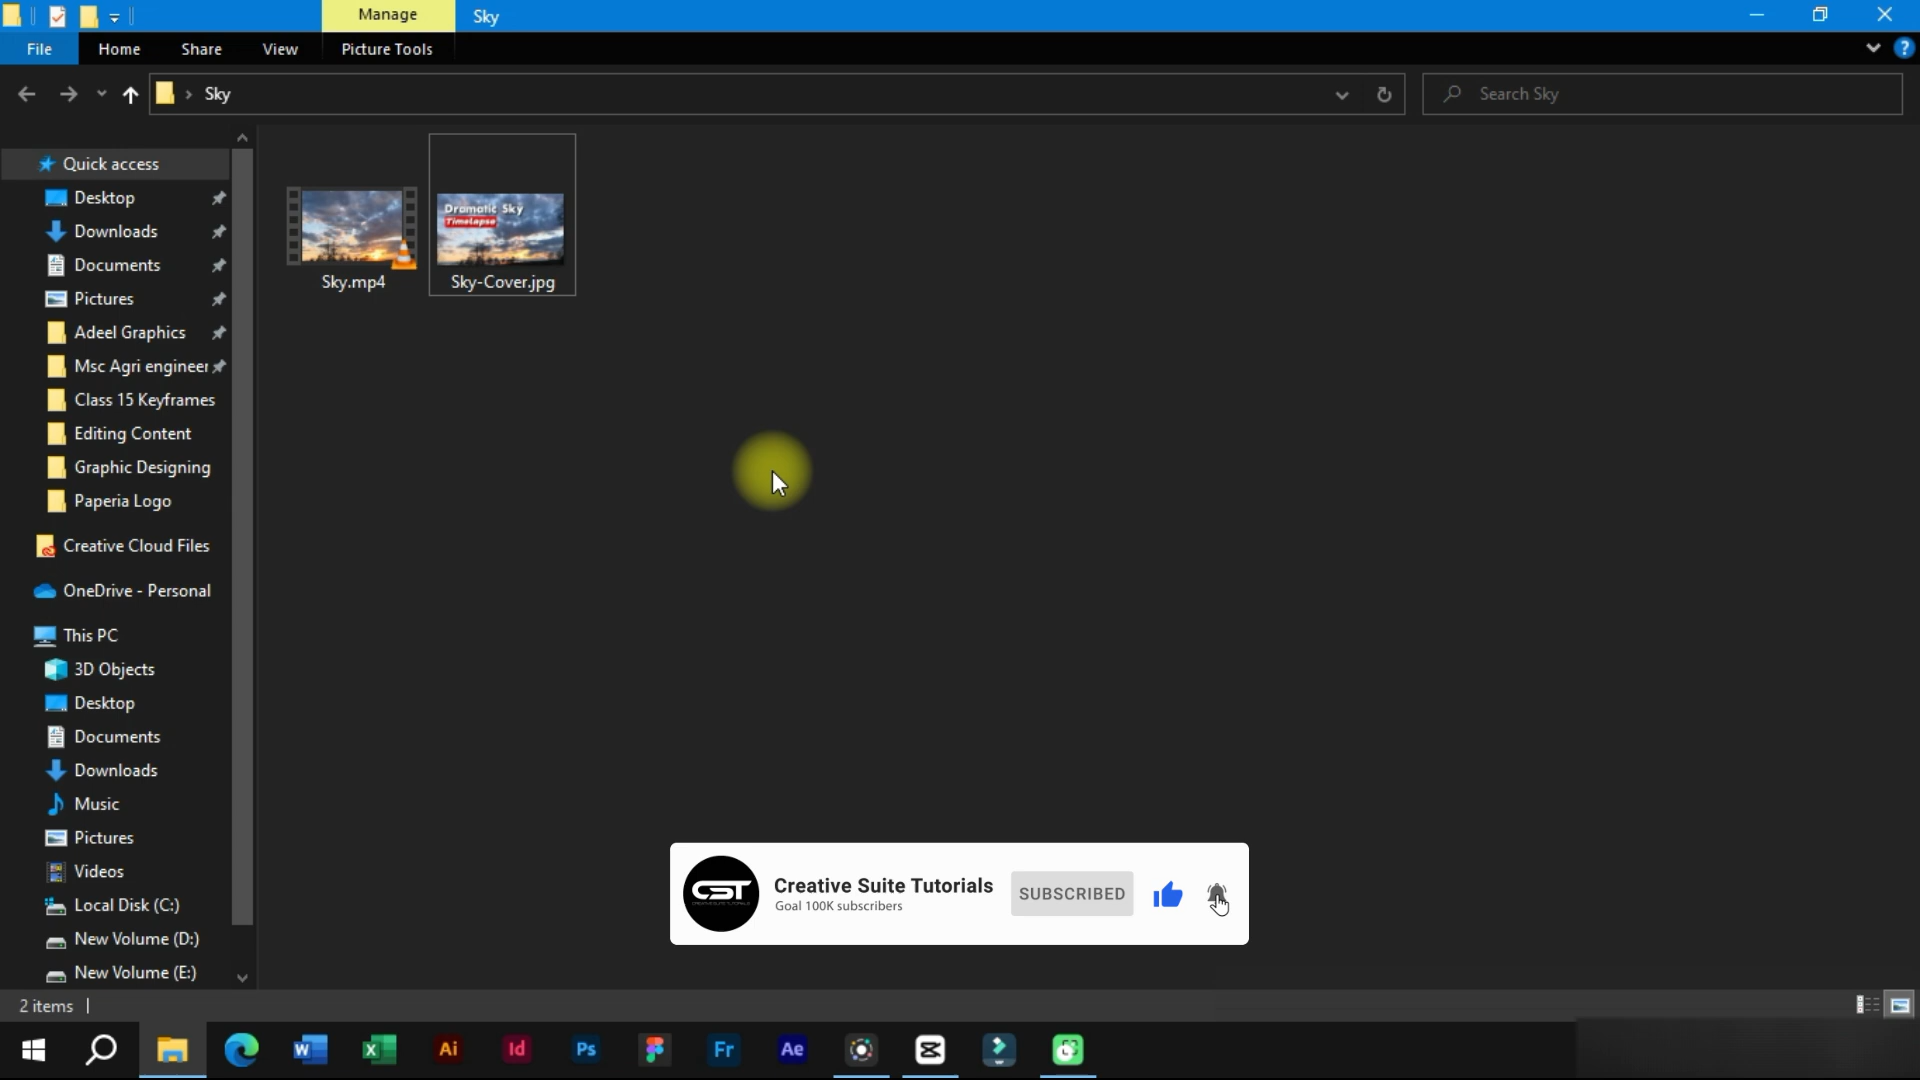 Manage
Sky
File
Home
Share
View
Picture Tools
Sky
Search Sky
Quick access
Desktop
Downloads
Documents
Pictures
Adeel Graphics
Msc Agri engineer
Class 15 Keyframes
Editing Content
Graphic Designing
Paperia Logo
Creative Cloud Files
OneDrive - Personal
This PC
3D Objects
Desktop
Documents
Downloads
Music
Pictures
Videos
Local Disk (C:)
New Volume (D:)
New Volume (E:)
Dramatic Sky
TimeLapse
Sky.mp4
Sky-Cover.jpg
CST
Creative Suite Tutorials
Goal 100K subscribers
SUBSCRIBED
2 items
W
X
Ai
Id
Ps
Fr
Ae